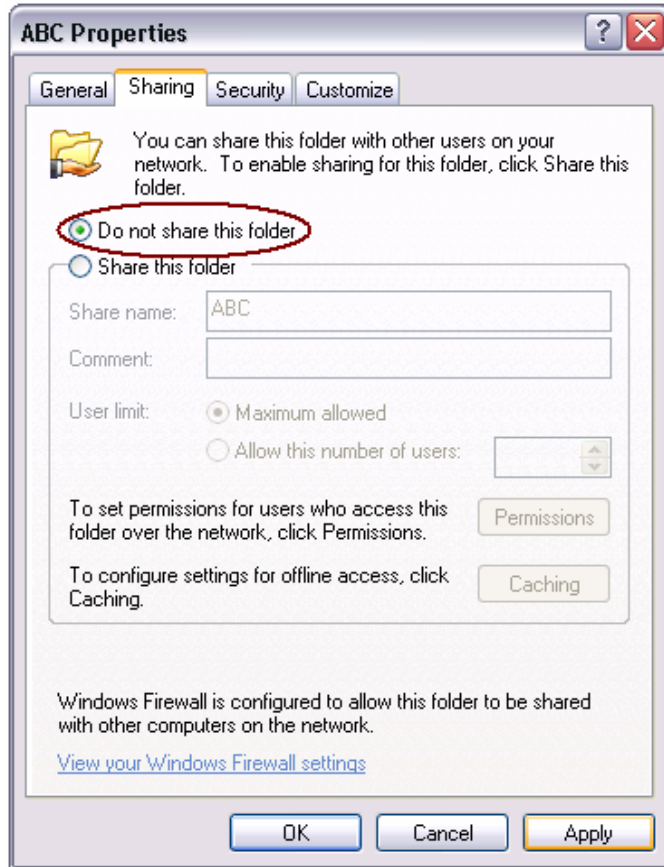 ABC Properties
General Sharing Security Customize
You can share this folder with other users on your
network. To enable sharing for this folder, click Share this
folder.
Do not share this folder
Share this folder
Share name: ABC
Comment:
User limit: Maximum allowed
Allow this number of users:
To set permissions for users who access this
folder over the network, click Permissions.
Permissions
To configure settings for offline access, click
Caching.
Caching
Windows Firewall is configured to allow this folder to be shared
with other computers on the network.
View your Windows Firewall settings
OK Cancel Apply